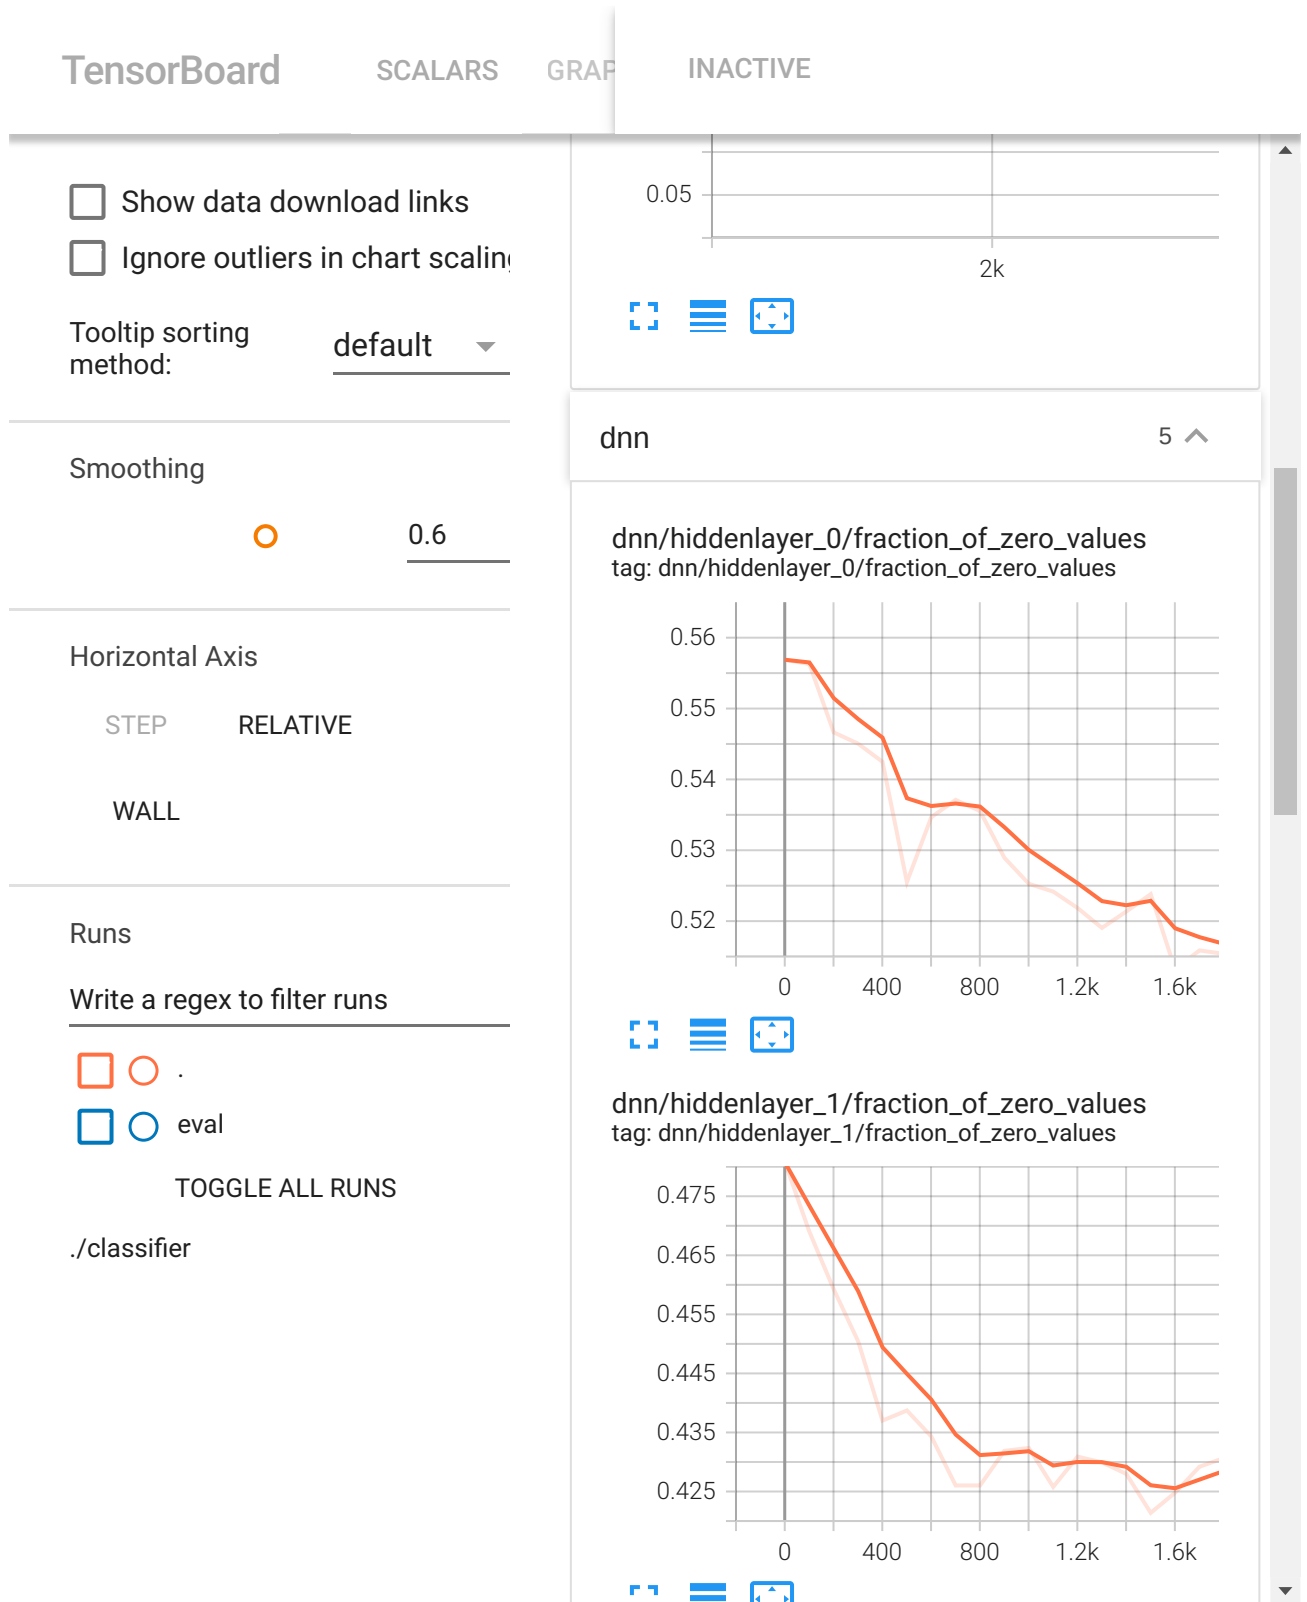 TensorBoard SCALARS GRAP INACTIVE
Show data download links
Ignore outliers in chart scaling
Tooltip sorting
method:
default
Smoothing
0.6
Horizontal Axis
STEP RELATIVE
WALL
Runs
Write a regex to filter runs
.
eval
TOGGLE ALL RUNS
./classifier
0.05
2k
dnn 5
dnn/hiddenlayer_0/fraction_of_zero_values
tag: dnn/hiddenlayer_0/fraction_of_zero_values
0.56
0.55
0.54
0.53
0.52
0 400 800 1.2k 1.6k
dnn/hiddenlayer_1/fraction_of_zero_values
tag: dnn/hiddenlayer_1/fraction_of_zero_values
0.475
0.465
0.455
0.445
0.435
0.425
0 400 800 1.2k 1.6k